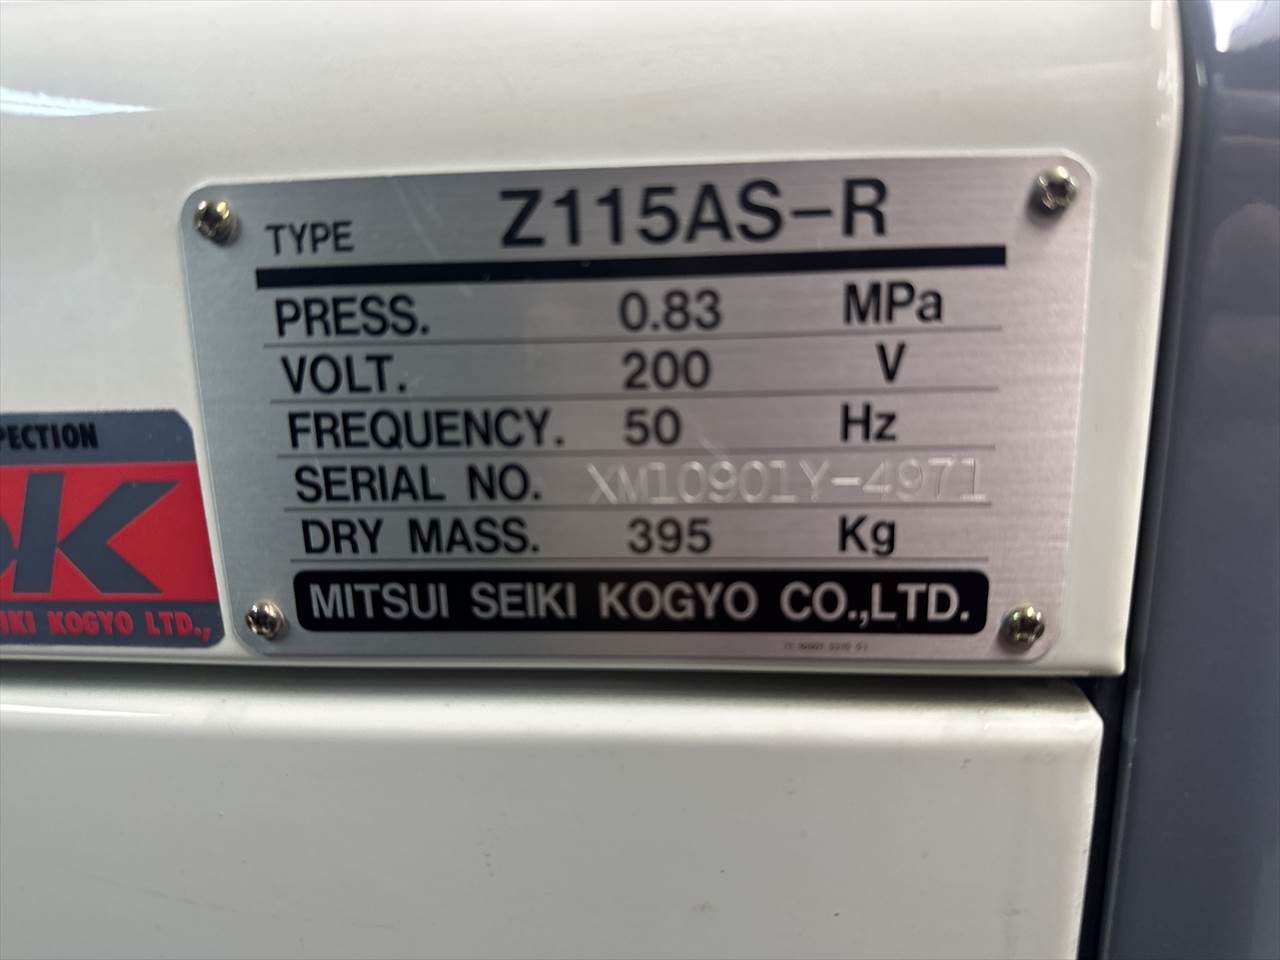 TYPE Z115AS-R
PRESS. 0.83 MPa
VOLT. 200 V
FREQUENCY. 50 Hz
SERIAL NO. XM10901Y-4971
DRY MASS. 395 Kg
MITSUI SEIKI KOGYO CO.,LTD.
PECTION
OK
IKI KOGYO LTD.,